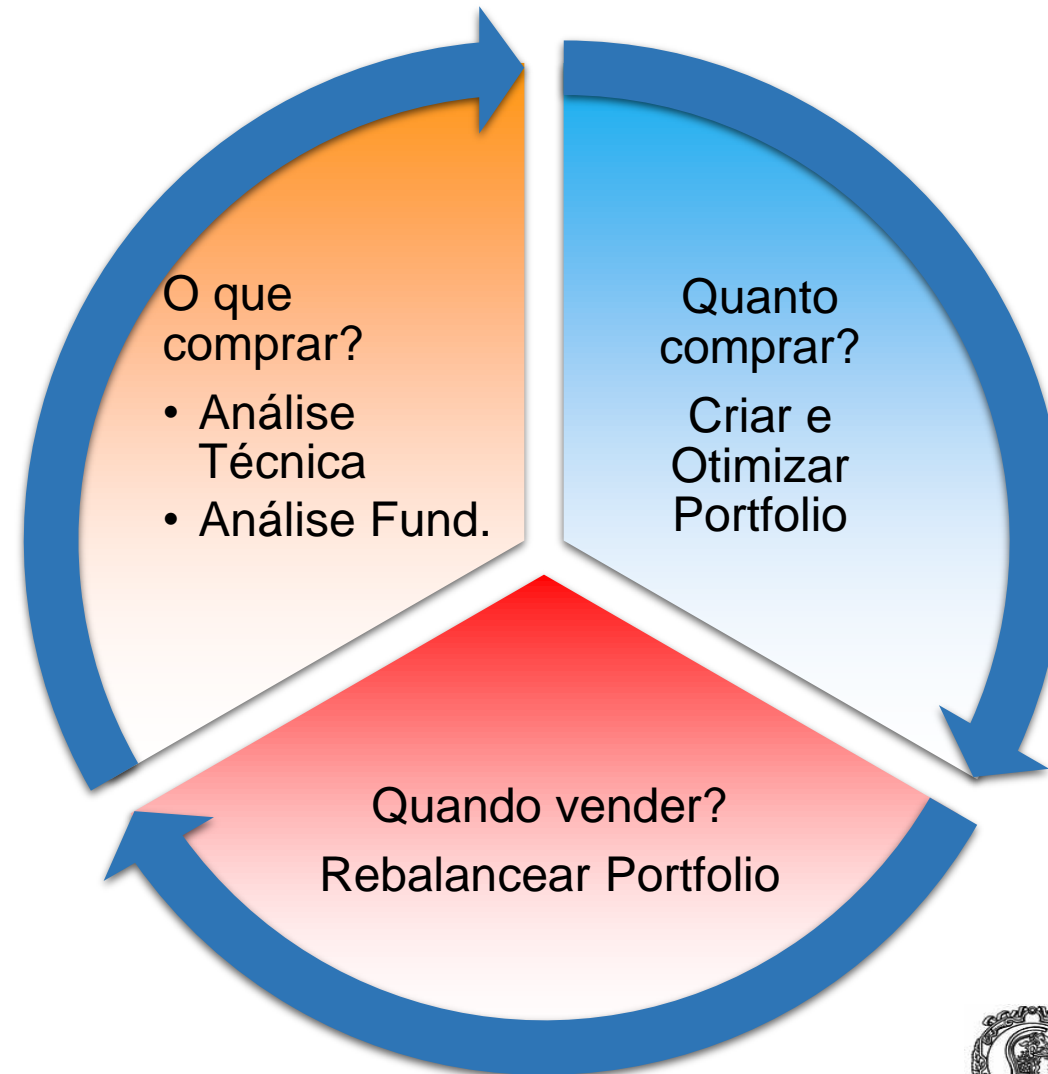 O que
comprar?
• Análise
Técnica
• Análise Fund.
Quanto
comprar?
Criar e
Otimizar
Portfolio
Quando vender?
Rebalancear Portfolio